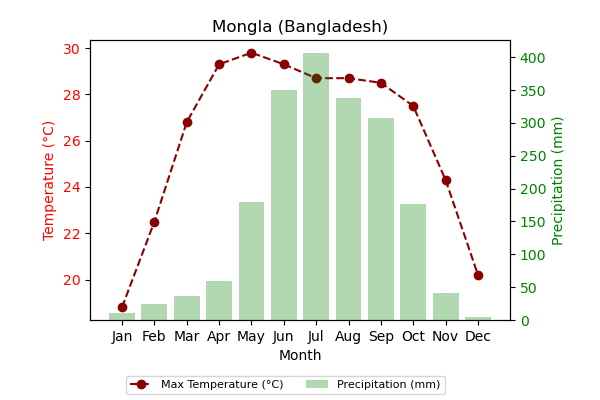 Mongla (Bangladesh)
30
28
26
24
22
20
Temperature (°C)
400
350
300
250
200
150
100
50
0
Precipitation (mm)
Jan Feb Mar Apr May Jun Jul Aug Sep Oct Nov Dec
Month
Max Temperature (°C) Precipitation (mm)